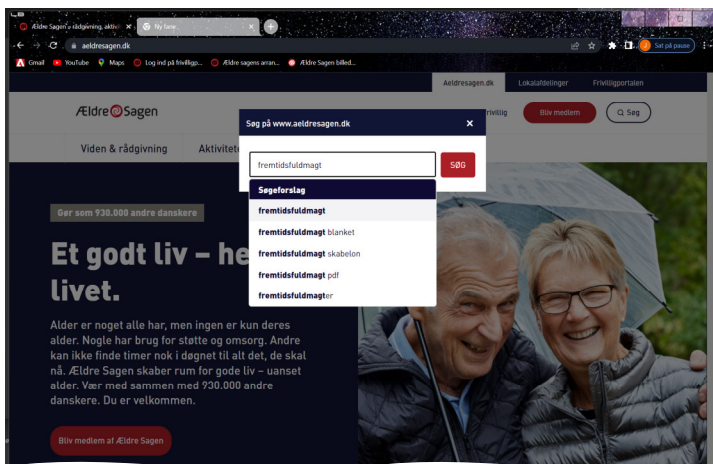 Ældre Sagen | rådgivning, aktivi
Ny fane
aeldresagen.dk
Sat på pause
Gmail
YouTube
Maps
Log ind på frivilligp...
Ældre sagens arran...
Ældre Sagen billed...
Aeldresagen.dk
Lokalafdelinger
Frivilligportalen
ÆldreSagen
Søg på www.aeldresagen.dk
rivillig
Bliv medlem
Søg
Viden & rådgivning
Aktivitet
fremtidsfuldmagt
SØG
Søgeforslag
fremtidsfuldmagt
fremtidsfuldmagt blanket
fremtidsfuldmagt skabelon
fremtidsfuldmagt pdf
fremtidsfuldmagter
Gør som 930.000 andre danskere
Et godt liv – he
livet.
Alder er noget alle har, men ingen er kun deres
alder. Nogle har brug for støtte og omsorg. Andre
kan ikke finde timer nok i døgnet til alt det, de skal
nå. Ældre Sagen skaber rum for gode liv – uanset
alder. Vær med sammen med 930.000 andre
danskere. Du er velkommen.
Bliv medlem af Ældre Sagen